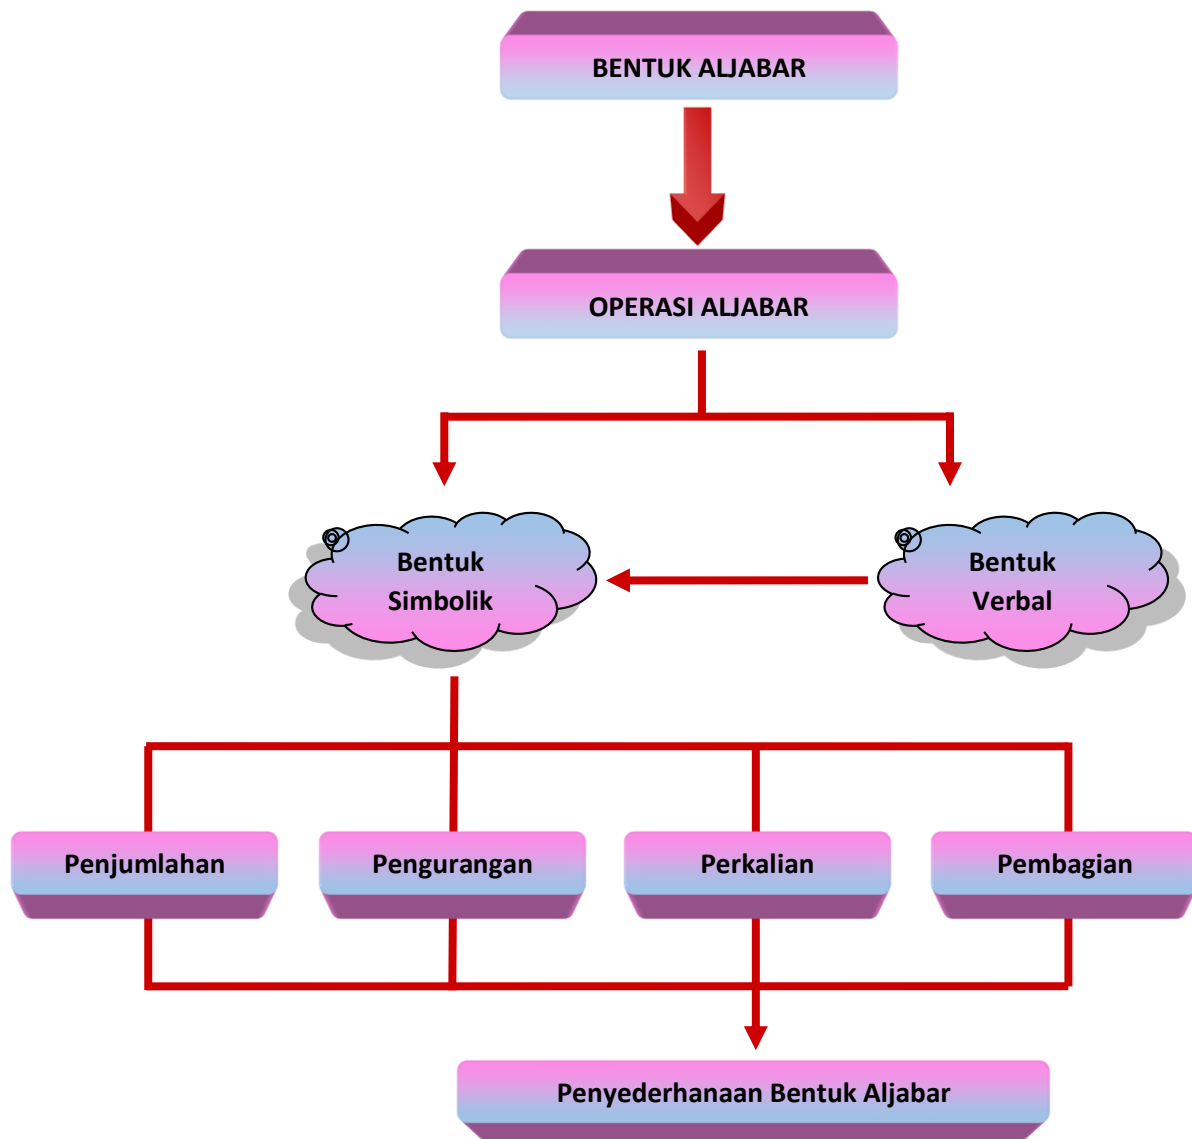 BENTUK ALJABAR
OPERASI ALJABAR
Bentuk
Simbolik
Bentuk
Verbal
Penjumlahan
Pengurangan
Perkalian
Pembagian
Penyederhanaan Bentuk Aljabar